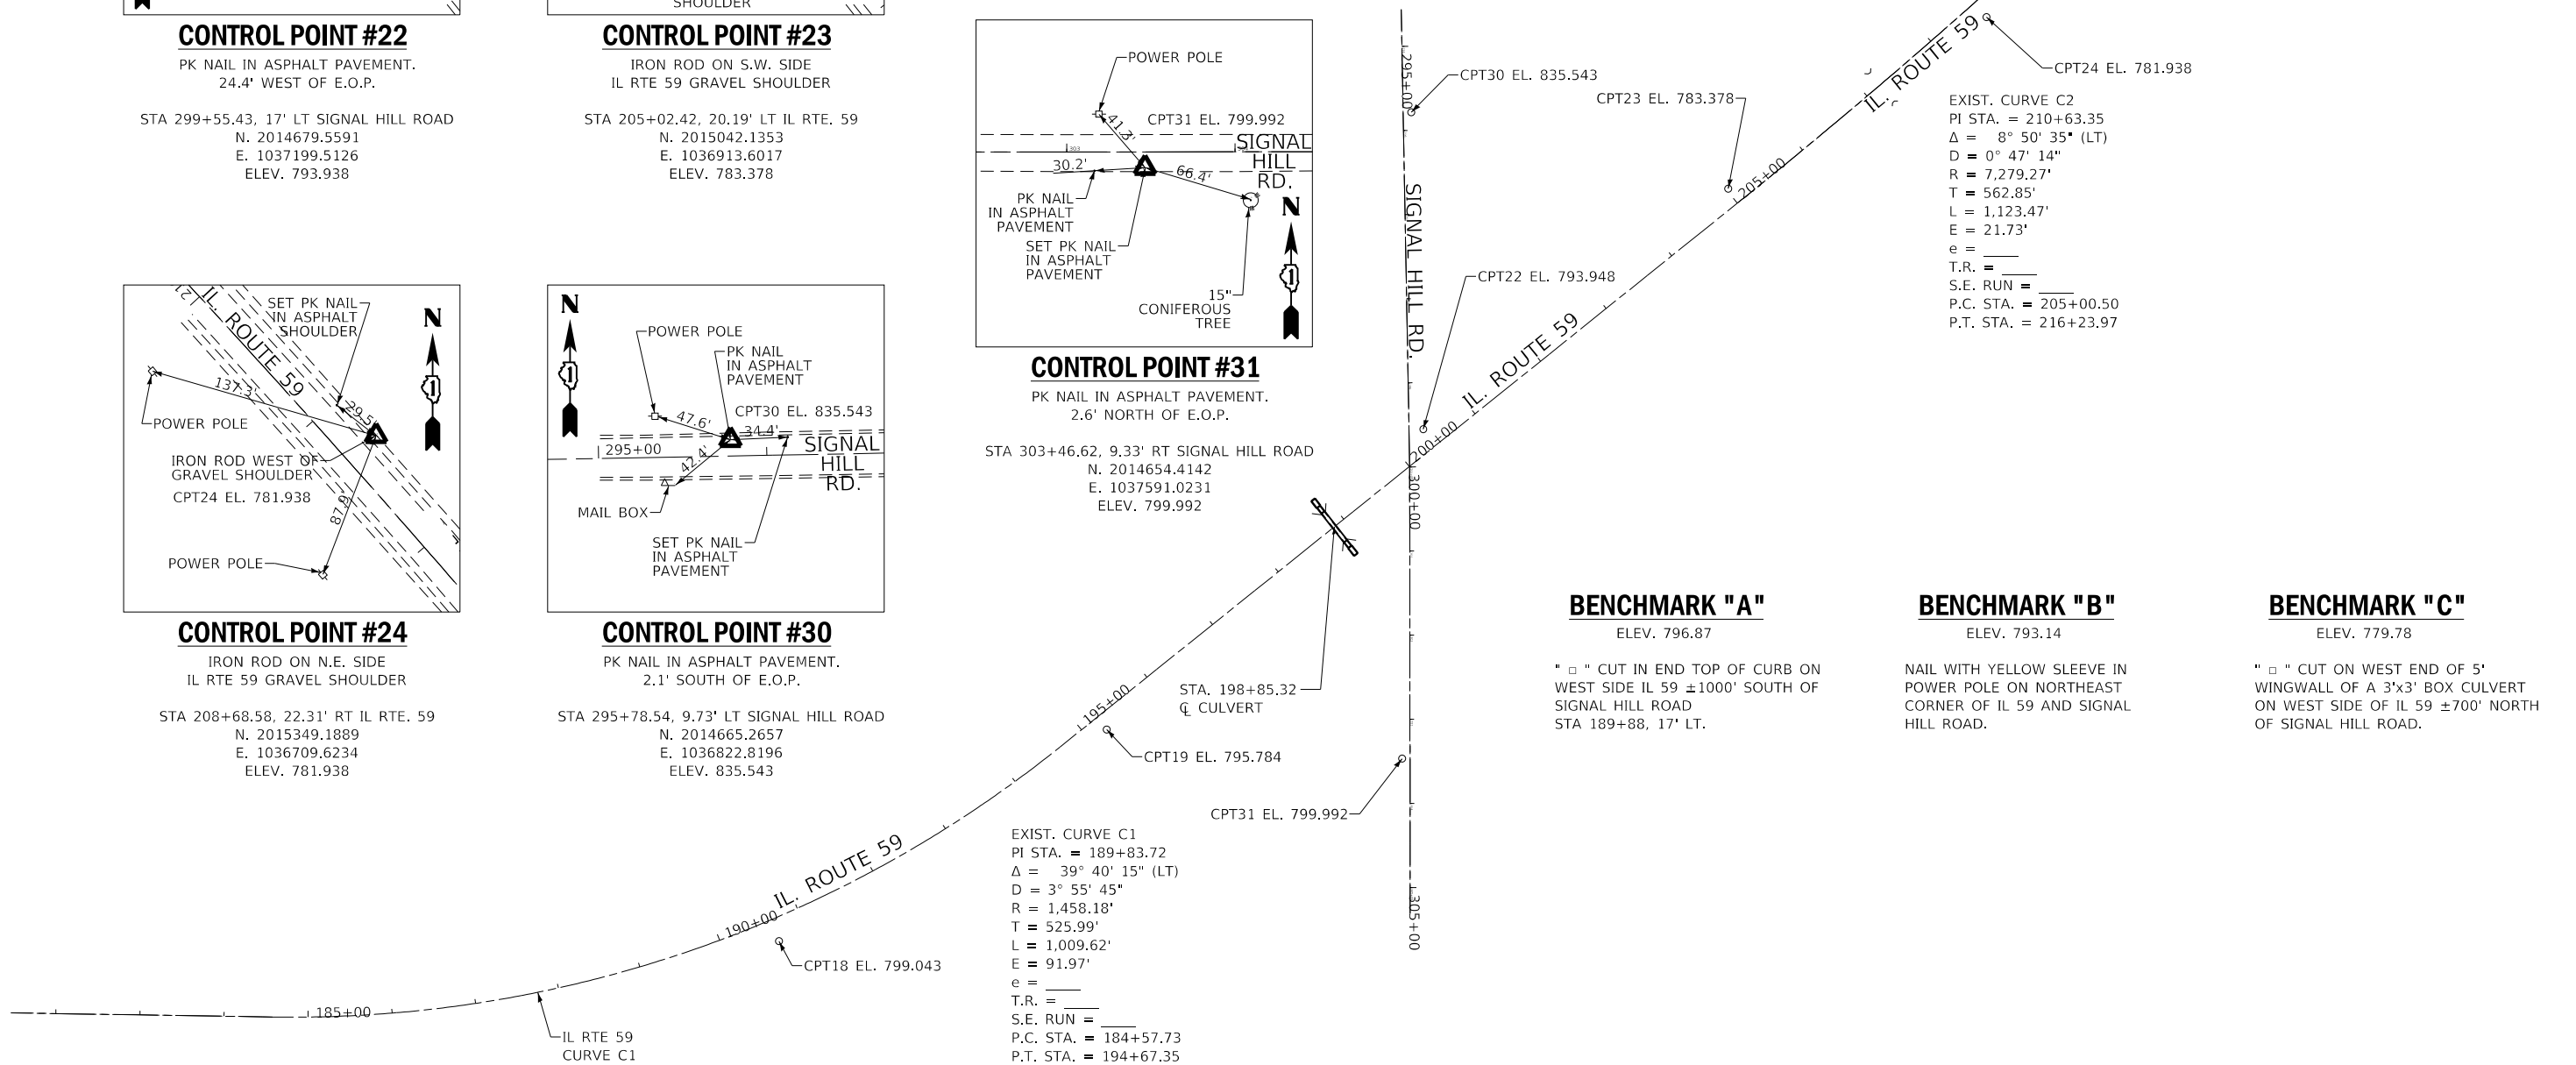 SHOULDER
CONTROL POINT #22
PK NAIL IN ASPHALT PAVEMENT.
24.4' WEST OF E.O.P.
STA 299+55.43, 17' LT SIGNAL HILL ROAD
N. 2014679.5591
E. 1037199.5126
ELEV. 793.938
CONTROL POINT #23
IRON ROD ON S.W. SIDE
IL RTE 59 GRAVEL SHOULDER
STA 205+02.42, 20.19' LT IL RTE. 59
N. 2015042.1353
E. 1036913.6017
ELEV. 783.378
POWER POLE
41.3'
CPT31 EL. 799.992
303
SIGNAL
HILL
RD.
30.2'
66.4'
PK NAIL
IN ASPHALT
PAVEMENT
N
SET PK NAIL
IN ASPHALT
PAVEMENT
15"
CONIFEROUS
TREE
CONTROL POINT #31
PK NAIL IN ASPHALT PAVEMENT.
2.6' NORTH OF E.O.P.
STA 303+46.62, 9.33' RT SIGNAL HILL ROAD
N. 2014654.4142
E. 1037591.0231
ELEV. 799.992
21
IL. ROUTE 59
SET PK NAIL
IN ASPHALT
SHOULDER
N
137.3'
29.5'
POWER POLE
IRON ROD WEST OF
GRAVEL SHOULDER
CPT24 EL. 781.938
87.9'
POWER POLE
CONTROL POINT #24
IRON ROD ON N.E. SIDE
IL RTE 59 GRAVEL SHOULDER
STA 208+68.58, 22.31' RT IL RTE. 59
N. 2015349.1889
E. 1036709.6234
ELEV. 781.938
N
POWER POLE
PK NAIL
IN ASPHALT
PAVEMENT
CPT30 EL. 835.543
47.6'
34.4'
295+00
42.4'
SIGNAL
HILL
RD.
MAIL BOX
SET PK NAIL
IN ASPHALT
PAVEMENT
CONTROL POINT #30
PK NAIL IN ASPHALT PAVEMENT.
2.1' SOUTH OF E.O.P.
STA 295+78.54, 9.73' LT SIGNAL HILL ROAD
N. 2014665.2657
E. 1036822.8196
ELEV. 835.543
295+00
CPT30 EL. 835.543
CPT23 EL. 783.378
IL. ROUTE 59
CPT24 EL. 781.938
205+00
SIGNAL HILL RD.
CPT22 EL. 793.948
IL. ROUTE 59
200+00
300+00
EXIST. CURVE C2
PI STA. = 210+63.35
Δ = 8° 50' 35" (LT)
D = 0° 47' 14"
R = 7,279.27'
T = 562.85'
L = 1,123.47'
E = 21.73'
e = ____
T.R. = ____
S.E. RUN = ____
P.C. STA. = 205+00.50
P.T. STA. = 216+23.97
BENCHMARK "A"
ELEV. 796.87
" □ " CUT IN END TOP OF CURB ON
WEST SIDE IL 59 ±1000' SOUTH OF
SIGNAL HILL ROAD
STA 189+88, 17' LT.
BENCHMARK "B"
ELEV. 793.14
NAIL WITH YELLOW SLEEVE IN
POWER POLE ON NORTHEAST
CORNER OF IL 59 AND SIGNAL
HILL ROAD.
BENCHMARK "C"
ELEV. 779.78
" □ " CUT ON WEST END OF 5'
WINGWALL OF A 3'x3' BOX CULVERT
ON WEST SIDE OF IL 59 ±700' NORTH
OF SIGNAL HILL ROAD.
STA. 198+85.32
℄ CULVERT
195+00
CPT19 EL. 795.784
CPT31 EL. 799.992
305+00
IL. ROUTE 59
190+00
CPT18 EL. 799.043
185+00
IL RTE 59
CURVE C1
EXIST. CURVE C1
PI STA. = 189+83.72
Δ = 39° 40' 15" (LT)
D = 3° 55' 45"
R = 1,458.18'
T = 525.99'
L = 1,009.62'
E = 91.97'
e = ____
T.R. = ____
S.E. RUN = ____
P.C. STA. = 184+57.73
P.T. STA. = 194+67.35